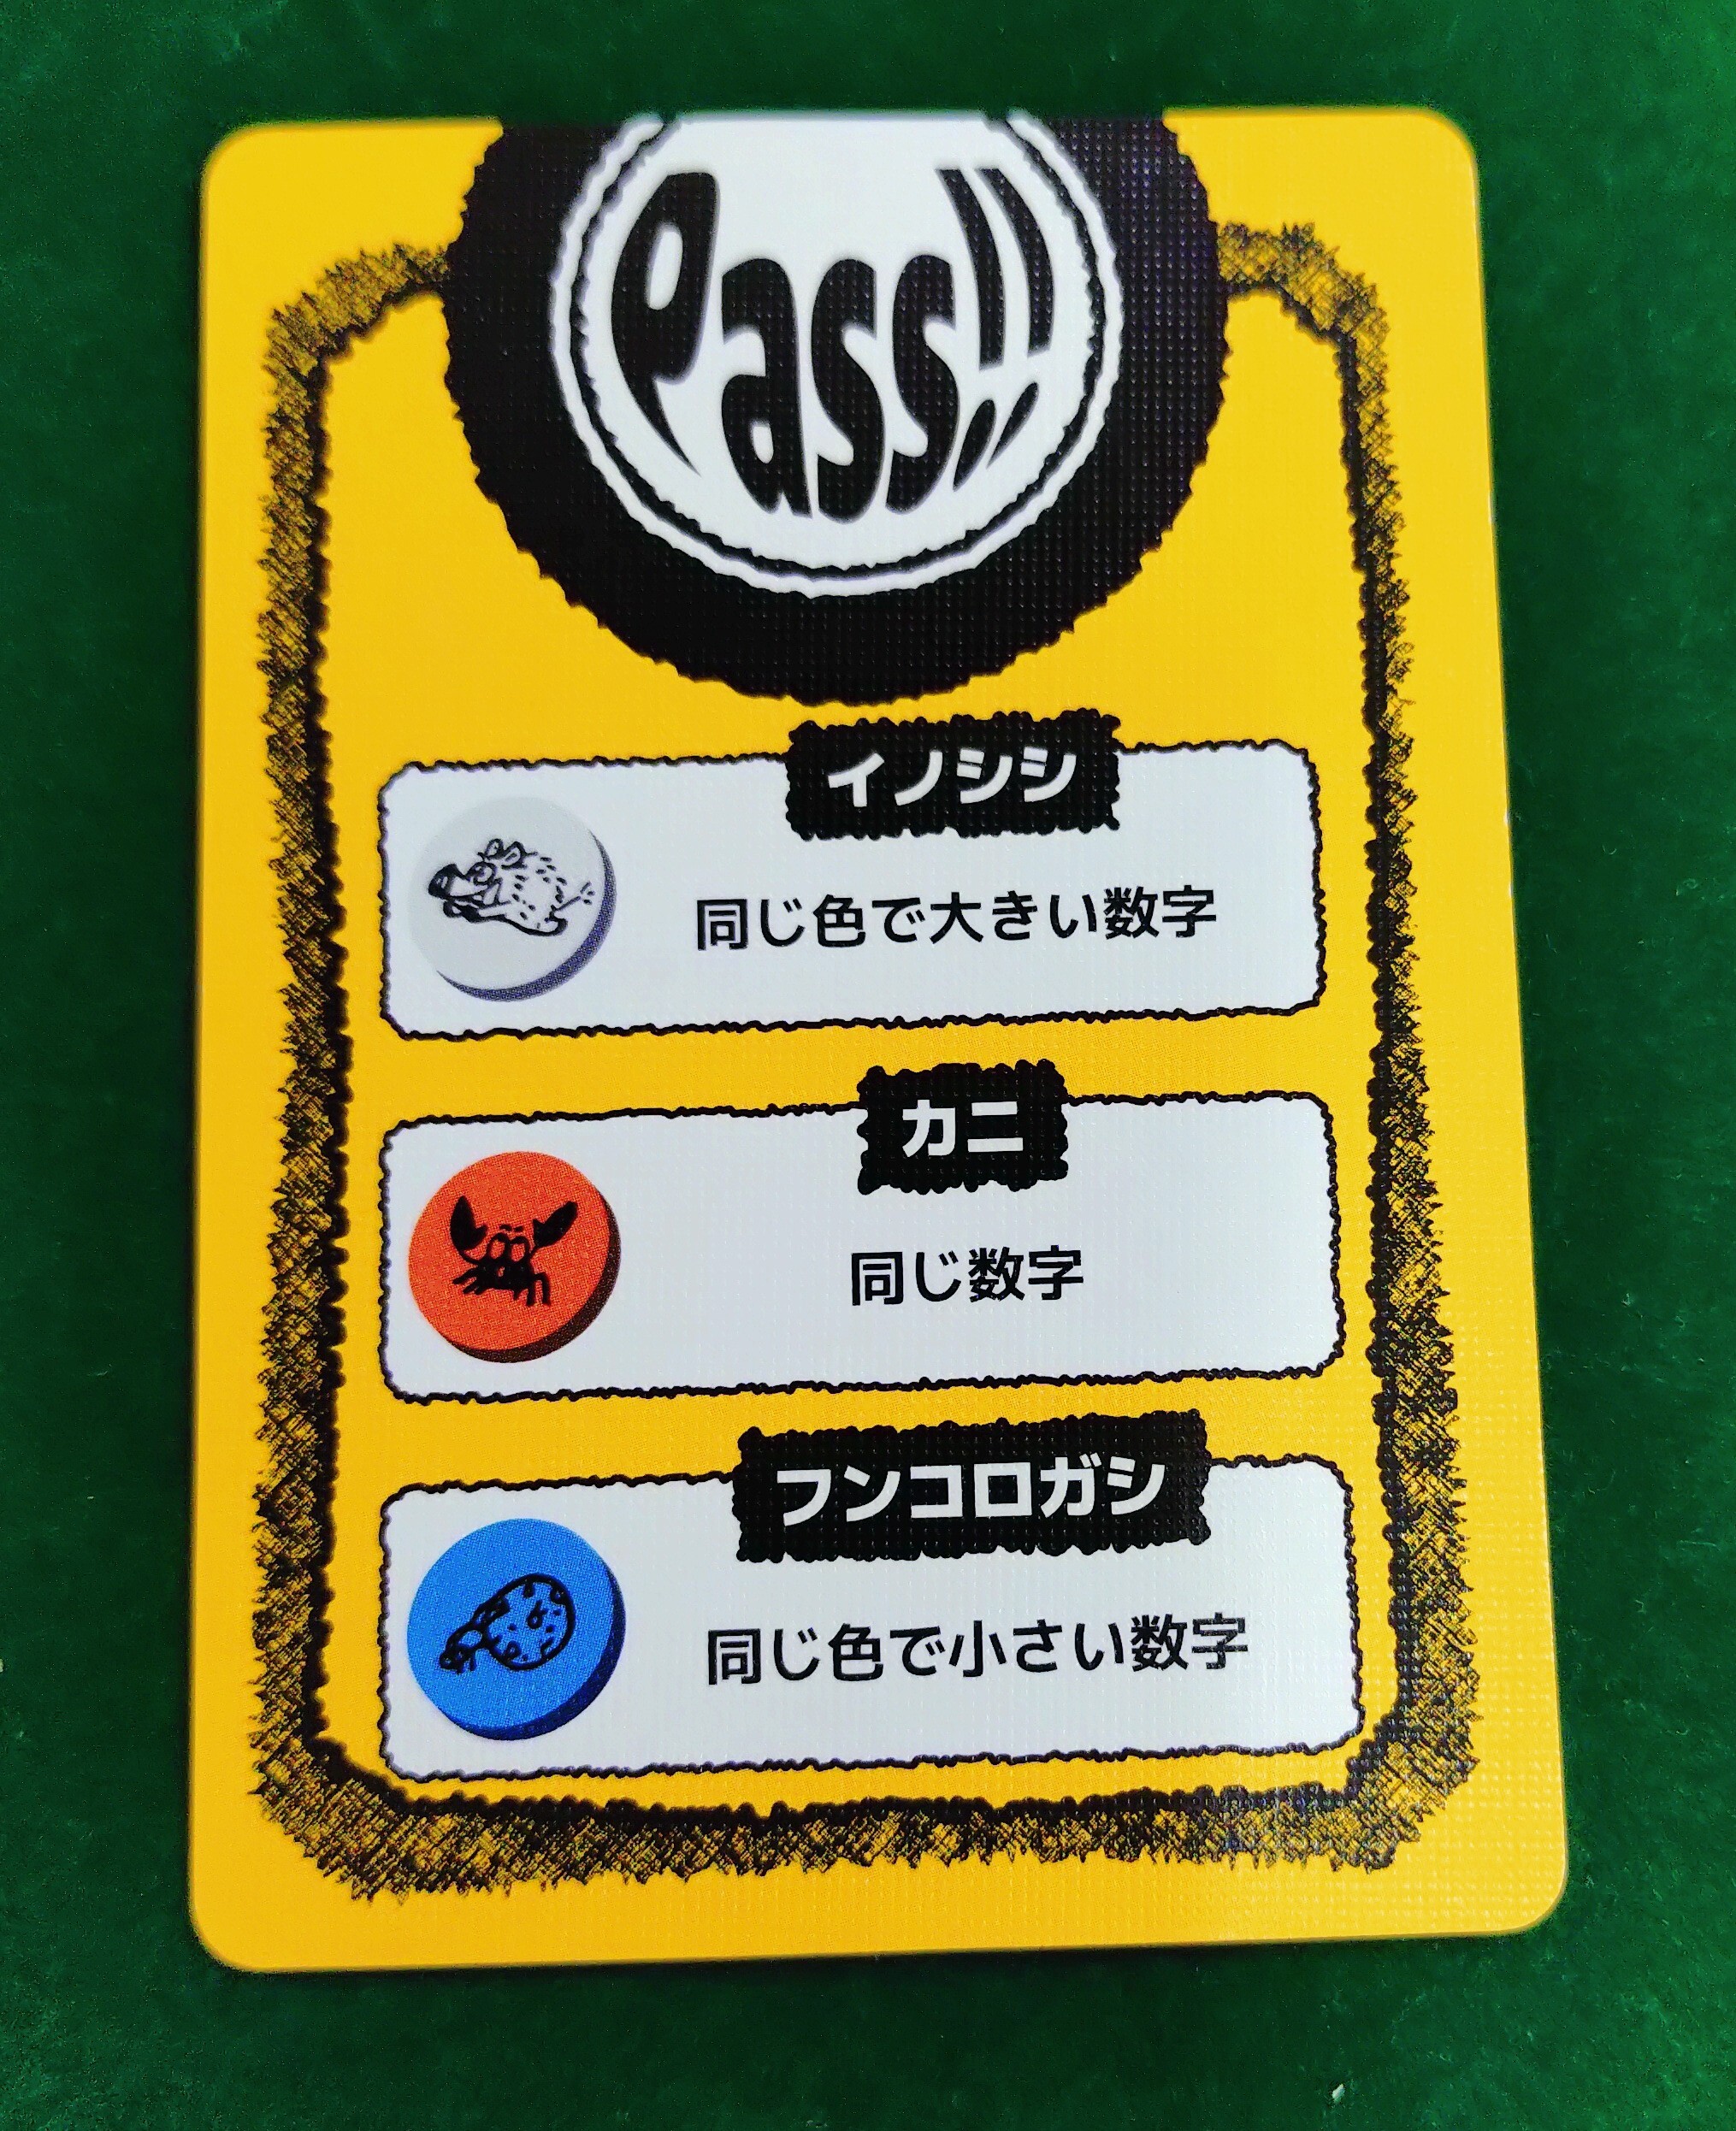 Pass!!
イノシシ
同じ色で大きい数字
カニ
同じ数字
フンコロガシ
同じ色で小さい数字